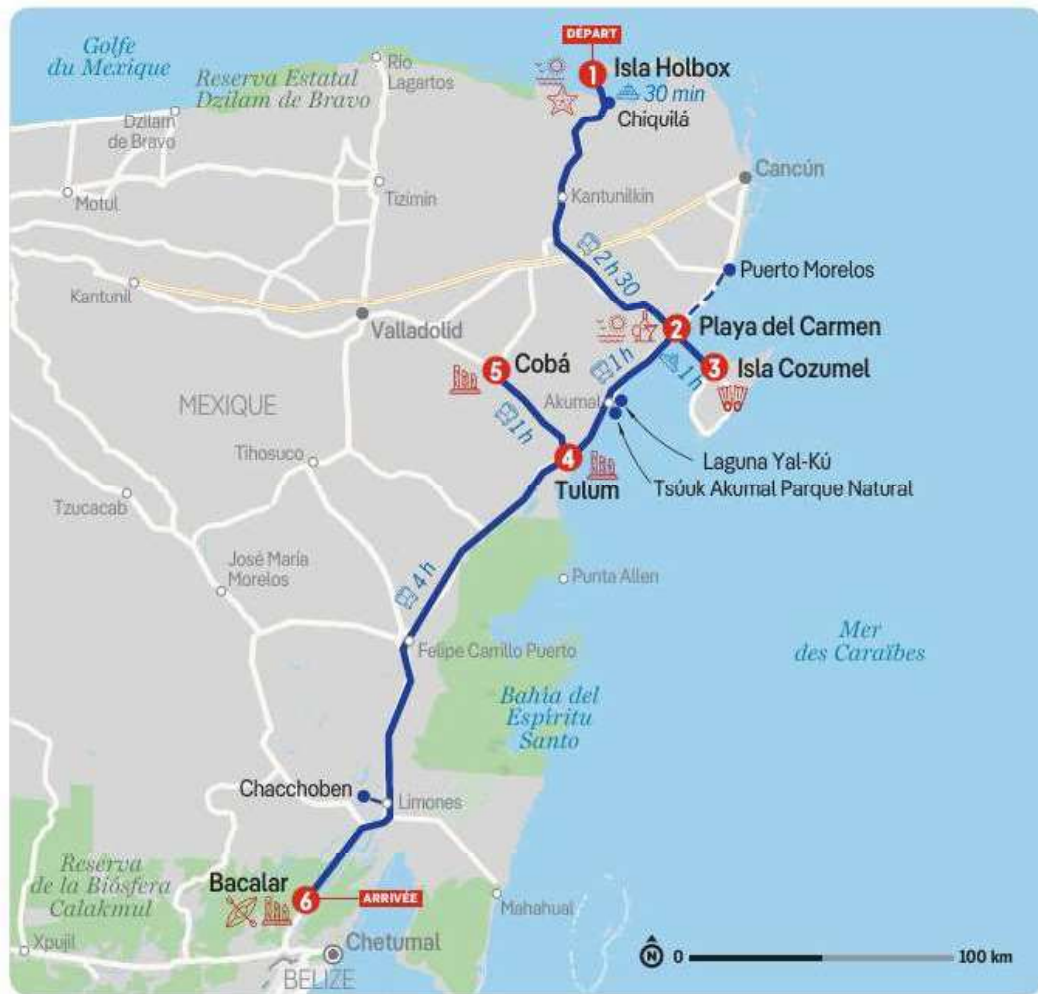 DÉPART
Golfe
du Mexique
Río
Lagartos
1 Isla Holbox
30 min
Chiquilá
Reserva Estatal
Dzilam de Bravo
Dzilam
de Bravo
Cancún
Motul
Tizimín
Kantunilkín
2 h 30
Puerto Morelos
Kantunil
Valladolid
2 Playa del Carmen
5 Cobá
1 h
1 h
3 Isla Cozumel
MEXIQUE
Akumal
1 h
Laguna Yal-Kú
Tsúuk Akumal Parque Natural
4
Tulum
Tihosuco
Tzucacab
José María
Morelos
4 h
Punta Allen
Felipe Carrillo Puerto
Mer
des Caraïbes
Bahía del
Espíritu
Santo
Chacchoben
Limones
Reserva
de la Biósfera
Calakmul
Bacalar
6
ARRIVÉE
Mahahual
Xpujil
Chetumal
BELIZE
N 0 100 km